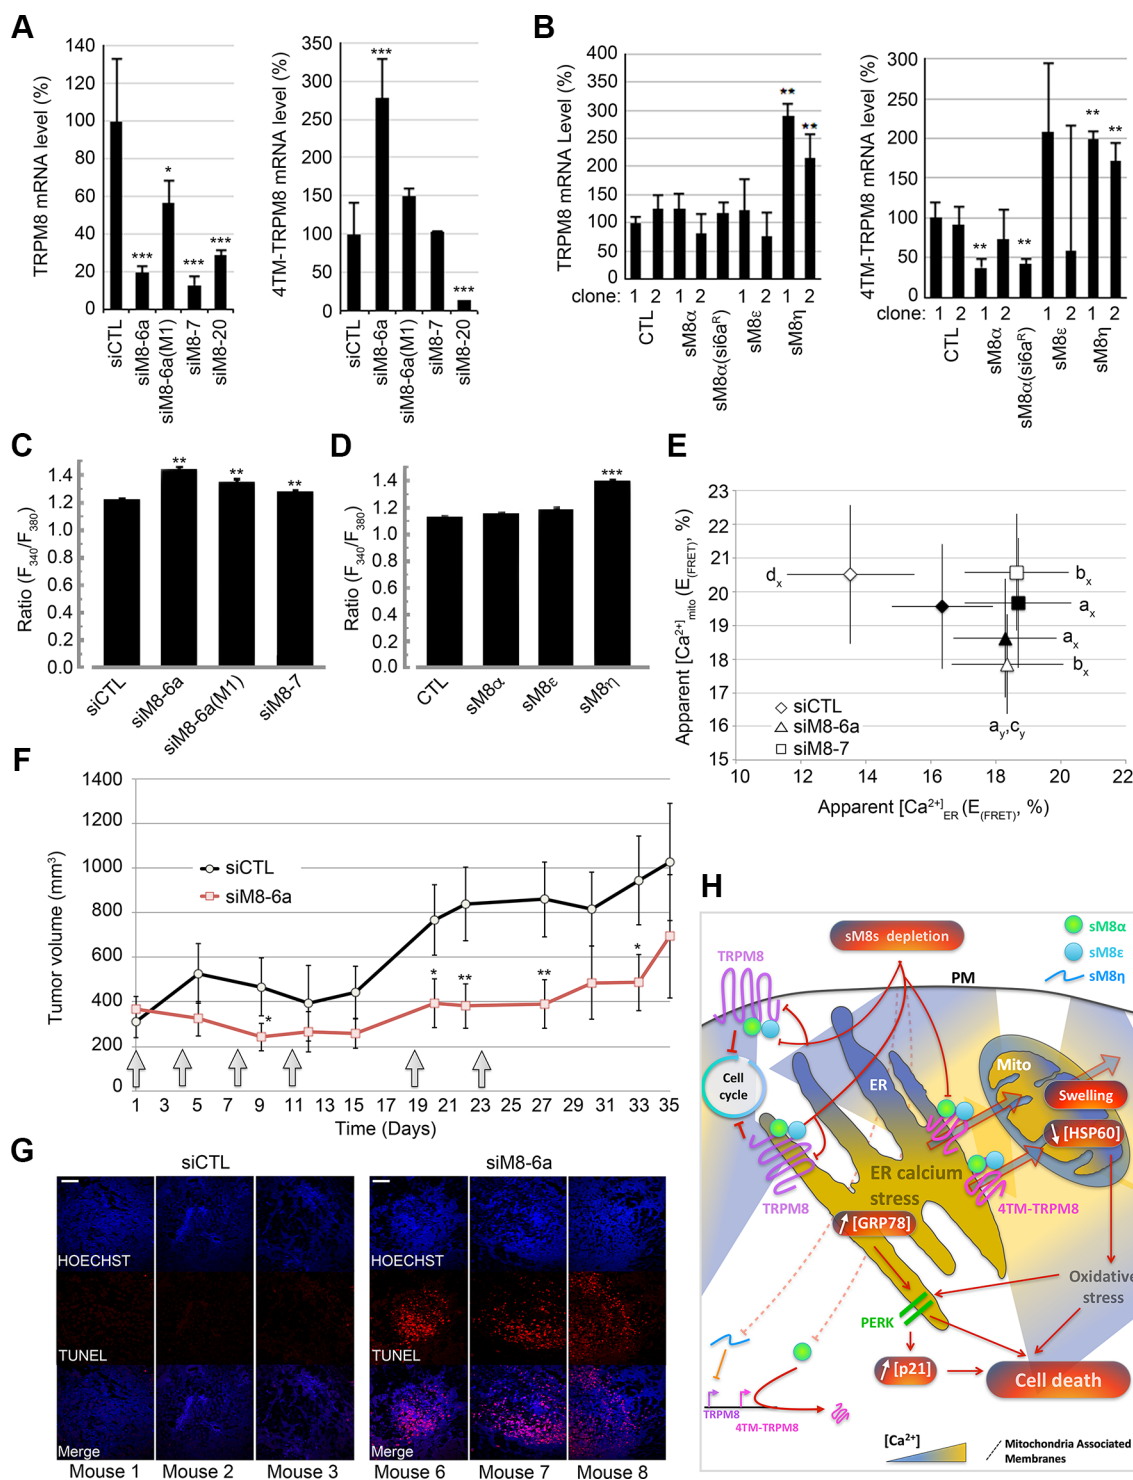 A
TRPM8 mRNA level (%)
140
120
100
80
60
40
20
0
*
***
***
***
siCTL
siM8-6a
siM8-6a(M1)
siM8-7
siM8-20
4TM-TRPM8 mRNA level (%)
350
300
250
200
150
100
50
0
***
***
siCTL
siM8-6a
siM8-6a(M1)
siM8-7
siM8-20
B
TRPM8 mRNA Level (%)
400
350
300
250
200
150
100
50
0
**
**
clone: 1 2 1 2 1 2 1 2
CTL
sM8α
sM8α(si6aR)
sM8ε
sM8η
4TM-TRPM8 mRNA level (%)
300
250
200
150
100
50
0
**
**
**
**
clone: 1 2 1 2 1 2 1 2
CTL
sM8α
sM8α(si6aR)
sM8ε
sM8η
C
Ratio (F340/F380)
1.4
1.2
1.0
0.8
0.6
0.4
0.2
0.0
**
**
**
siCTL
siM8-6a
siM8-6a(M1)
siM8-7
D
Ratio (F340/F380)
1.4
1.2
1.0
0.8
0.6
0.4
0.2
0.0
***
CTL
sM8α
sM8ε
sM8η
E
Apparent [Ca2+]mito (E(FRET), %)
23
22
21
20
19
18
17
16
15
dx
bx
ax
ax
bx
ay,cy
siCTL
siM8-6a
siM8-7
10 12 14 16 18 20 22
Apparent [Ca2+]ER (E(FRET), %)
F
Tumor volume (mm3)
1400
1200
1000
800
600
400
200
0
siCTL
siM8-6a
*
*
**
**
*
1 3 5 7 9 11 13 15 17 19 21 23 25 27 29 31 33 35
Time (Days)
G
siCTL
siM8-6a
HOECHST
HOECHST
TUNEL
TUNEL
Merge
Merge
Mouse 1 Mouse 2 Mouse 3 Mouse 6 Mouse 7 Mouse 8
H
sM8s depletion
sM8α
sM8ε
sM8η
TRPM8
PM
Cell
cycle
ER
Mito
Swelling
[HSP60]
ER calcium
stress
TRPM8
4TM-TRPM8
[GRP78]
Oxidative
stress
PERK
[p21]
Cell death
TRPM8
4TM-TRPM8
[Ca2+]
Mitochondria Associated
Membranes